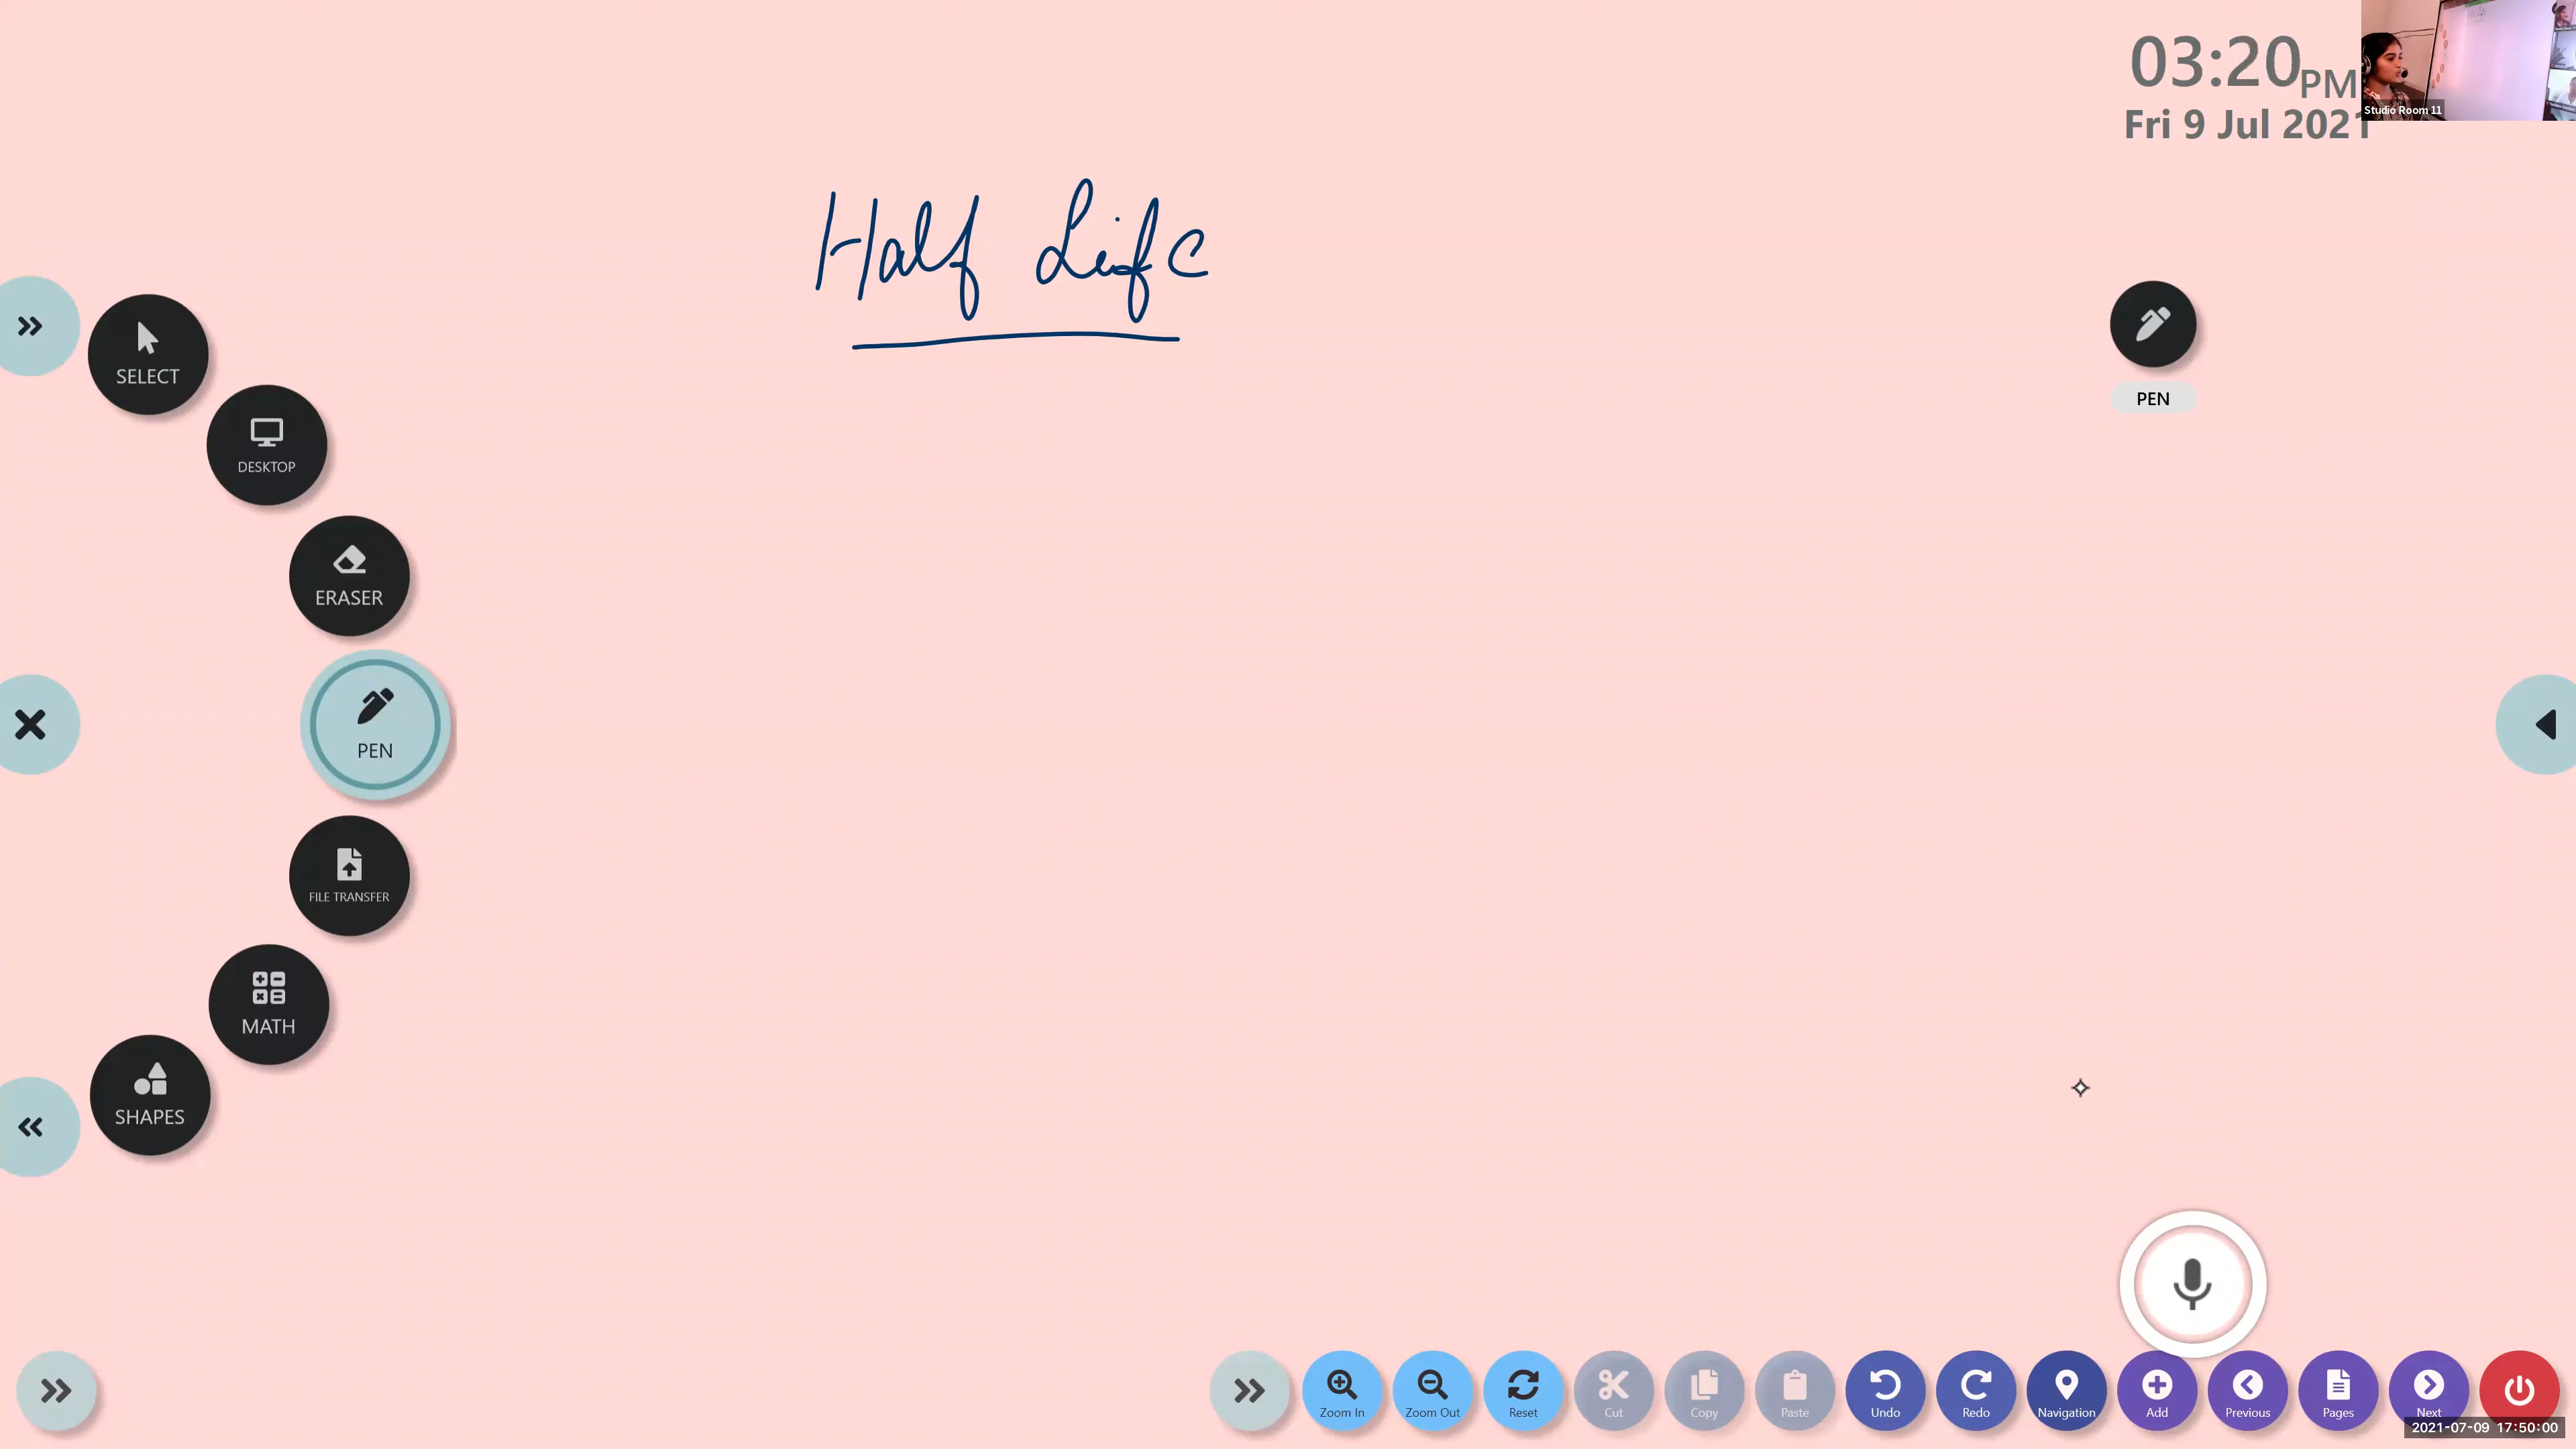 03:20 PM
Studio Room 11
Fri 9 Jul 2021
Half Life
SELECT
DESKTOP
PEN
ERASER
PEN
FILE TRANSFER
MATH
SHAPES
Zoom In
Zoom Out
Reset
Cut
Copy
Paste
Undo
Redo
Navigation
Add
Previous
Pages
Next
2021-07-09 17:50:00